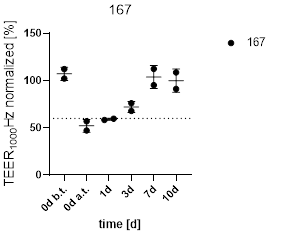 167
150
100
50
0
TEER1000Hz normalized [%]
0d b.t.
0d a.t.
1d
3d
7d
10d
time [d]
167